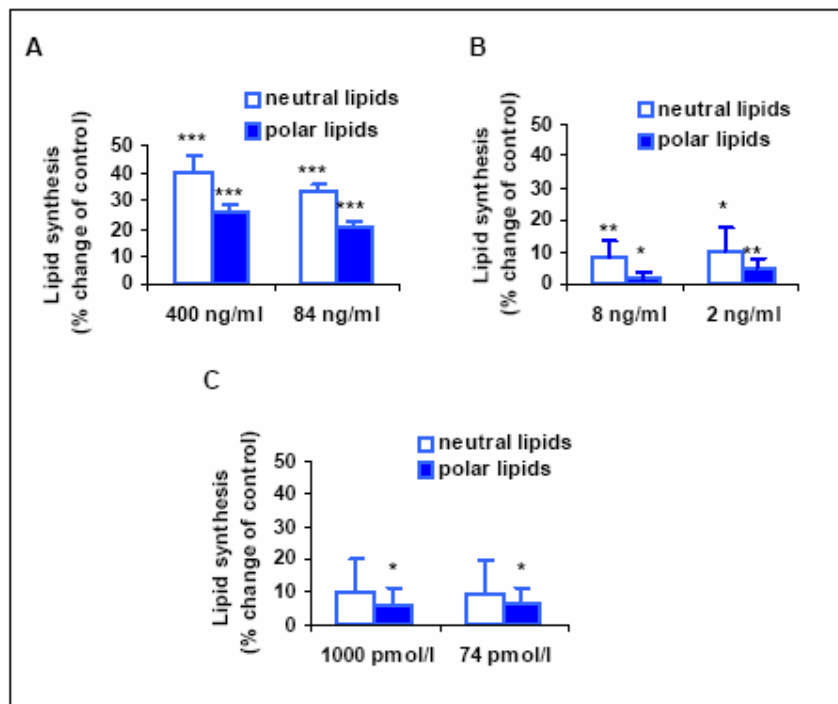 A
neutral lipids
polar lipids
Lipid synthesis
(% change of control)
50
40
30
20
10
0
***
***
***
***
400 ng/ml
84 ng/ml
B
neutral lipids
polar lipids
Lipid synthesis
(% change of control)
50
40
30
20
10
0
**
*
*
**
8 ng/ml
2 ng/ml
C
neutral lipids
polar lipids
Lipid synthesis
(% change of control)
50
40
30
20
10
0
*
*
1000 pmol/l
74 pmol/l